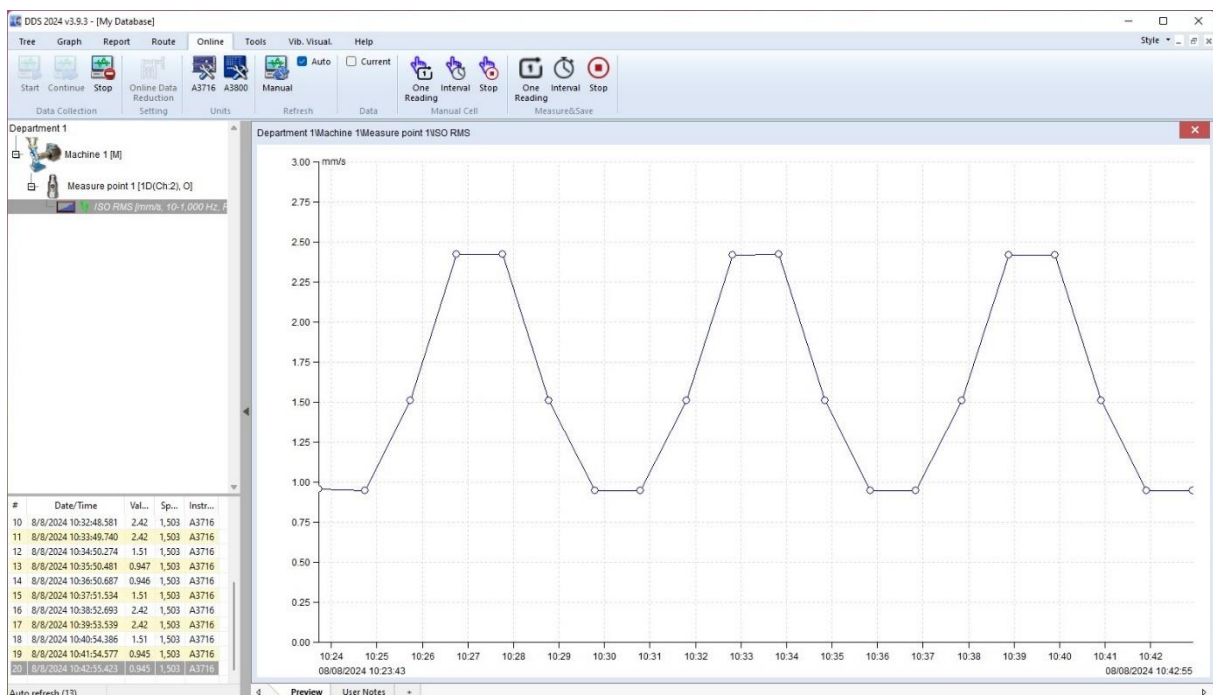 DDS 2024 v3.9.3 - [My Database]
Tree Graph Report Route Online Tools Vib. Visual. Help Style
Start Continue Stop Online Data Reduction A3716 A3800 Manual Auto Current One Reading Interval Stop One Reading Interval Stop
Data Collection Setting Units Refresh Data Manual Cell Measure&Save
Department 1
Machine 1 [M]
Measure point 1 [1D(Ch:2), O]
ISO RMS [mm/s, 10-1,000 Hz,
# Date/Time Val... Sp... Instr...
10 8/8/2024 10:32:48.581 2.42 1,503 A3716
11 8/8/2024 10:33:49.740 2.42 1,503 A3716
12 8/8/2024 10:34:50.274 1.51 1,503 A3716
13 8/8/2024 10:35:50.481 0.947 1,503 A3716
14 8/8/2024 10:36:50.687 0.946 1,503 A3716
15 8/8/2024 10:37:51.534 1.51 1,503 A3716
16 8/8/2024 10:38:52.693 2.42 1,503 A3716
17 8/8/2024 10:39:53.539 2.42 1,503 A3716
18 8/8/2024 10:40:54.386 1.51 1,503 A3716
19 8/8/2024 10:41:54.577 0.945 1,503 A3716
20 8/8/2024 10:42:55.423 0.945 1,503 A3716
Auto refresh (13)
Department 1\Machine 1\Measure point 1\ISO RMS
3.00 mm/s
2.75
2.50
2.25
2.00
1.75
1.50
1.25
1.00
0.75
0.50
0.25
0.00
10:24 10:25 10:26 10:27 10:28 10:29 10:30 10:31 10:32 10:33 10:34 10:35 10:36 10:37 10:38 10:39 10:40 10:41 10:42
08/08/2024 10:23:43 08/08/2024 10:42:55
Preview User Notes +